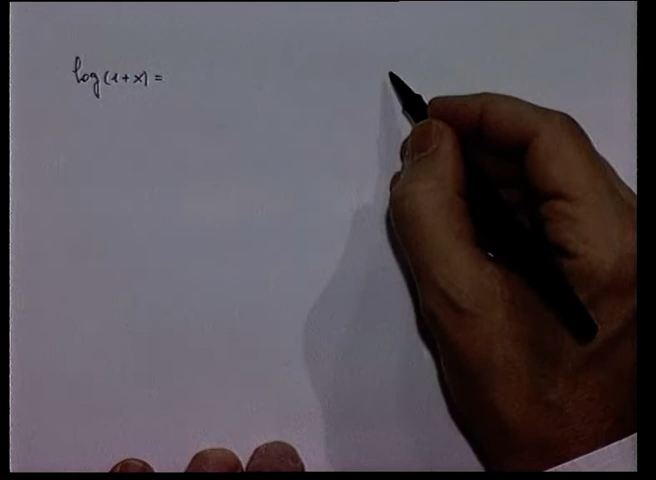 log(1+x) =